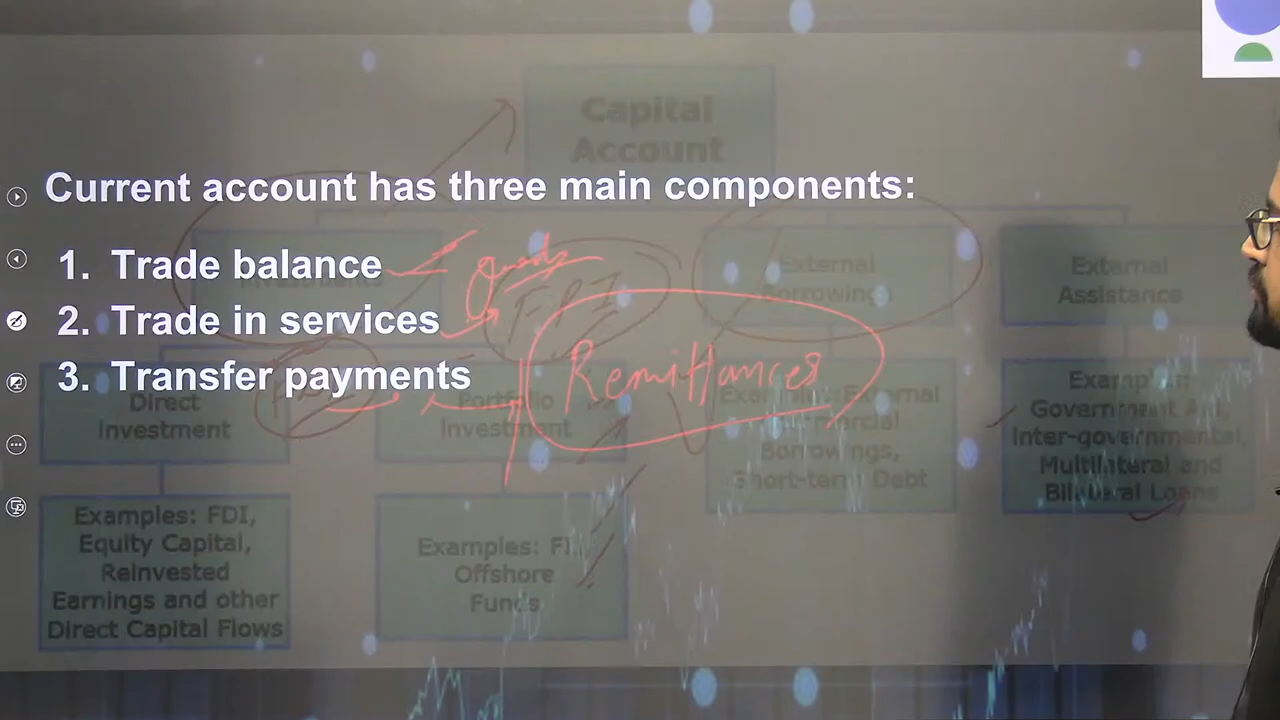 Capital
Account
Current account has three main components:
1. Trade balance
2. Trade in services
3. Transfer payments
Goods
FPI
Remittances
External
Borrowings
External
Assistance
Direct
Investment
Portfolio
Investment
Examples: External
Commercial
Borrowings,
Short-term Debt
Examples:
Government Aid,
Inter-governmental,
Multilateral and
Bilateral Loans
Examples: FDI,
Equity Capital,
Reinvested
Earnings and other
Direct Capital Flows
Examples: FI,
Offshore
Funds